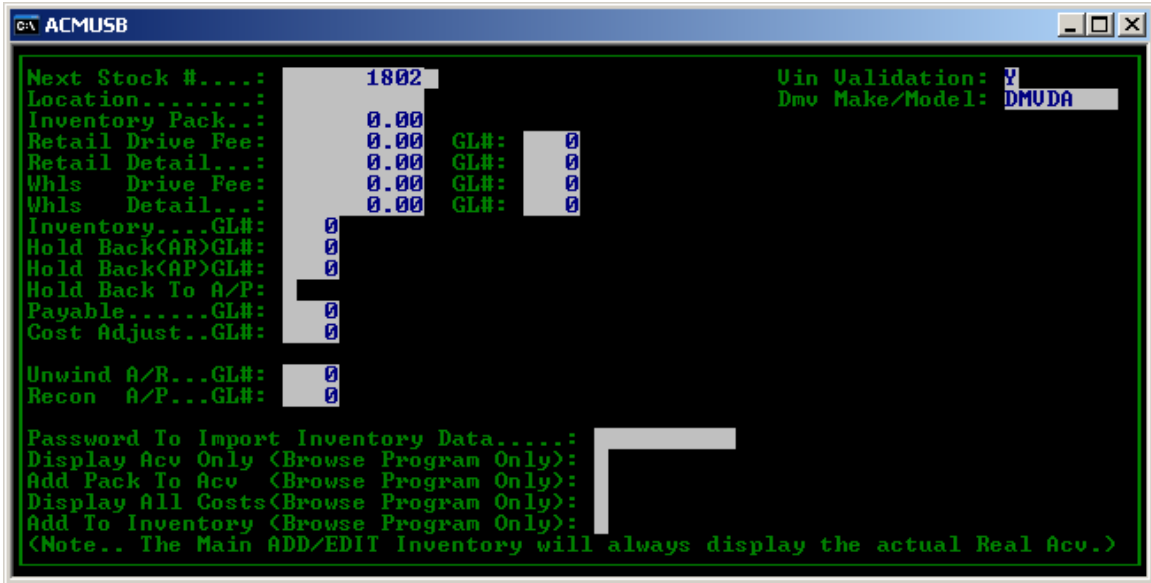 C:\ ACMUSB
Next Stock #....: 1802 Vin Validation: Y
Location........: Dmv Make/Model: DMVDA
Inventory Pack..: 0.00
Retail Drive Fee: 0.00 GL#: 0
Retail Detail...: 0.00 GL#: 0
Whls Drive Fee: 0.00 GL#: 0
Whls Detail...: 0.00 GL#: 0
Inventory....GL#: 0
Hold Back(AR)GL#: 0
Hold Back(AP)GL#: 0
Hold Back To A/P:
Payable......GL#: 0
Cost Adjust..GL#: 0
Unwind A/R...GL#: 0
Recon A/P...GL#: 0
Password To Import Inventory Data.....:
Display Acv Only (Browse Program Only):
Add Pack To Acv (Browse Program Only):
Display All Costs(Browse Program Only):
Add To Inventory (Browse Program Only):
(Note.. The Main ADD/EDIT Inventory will always display the actual Real Acv.)